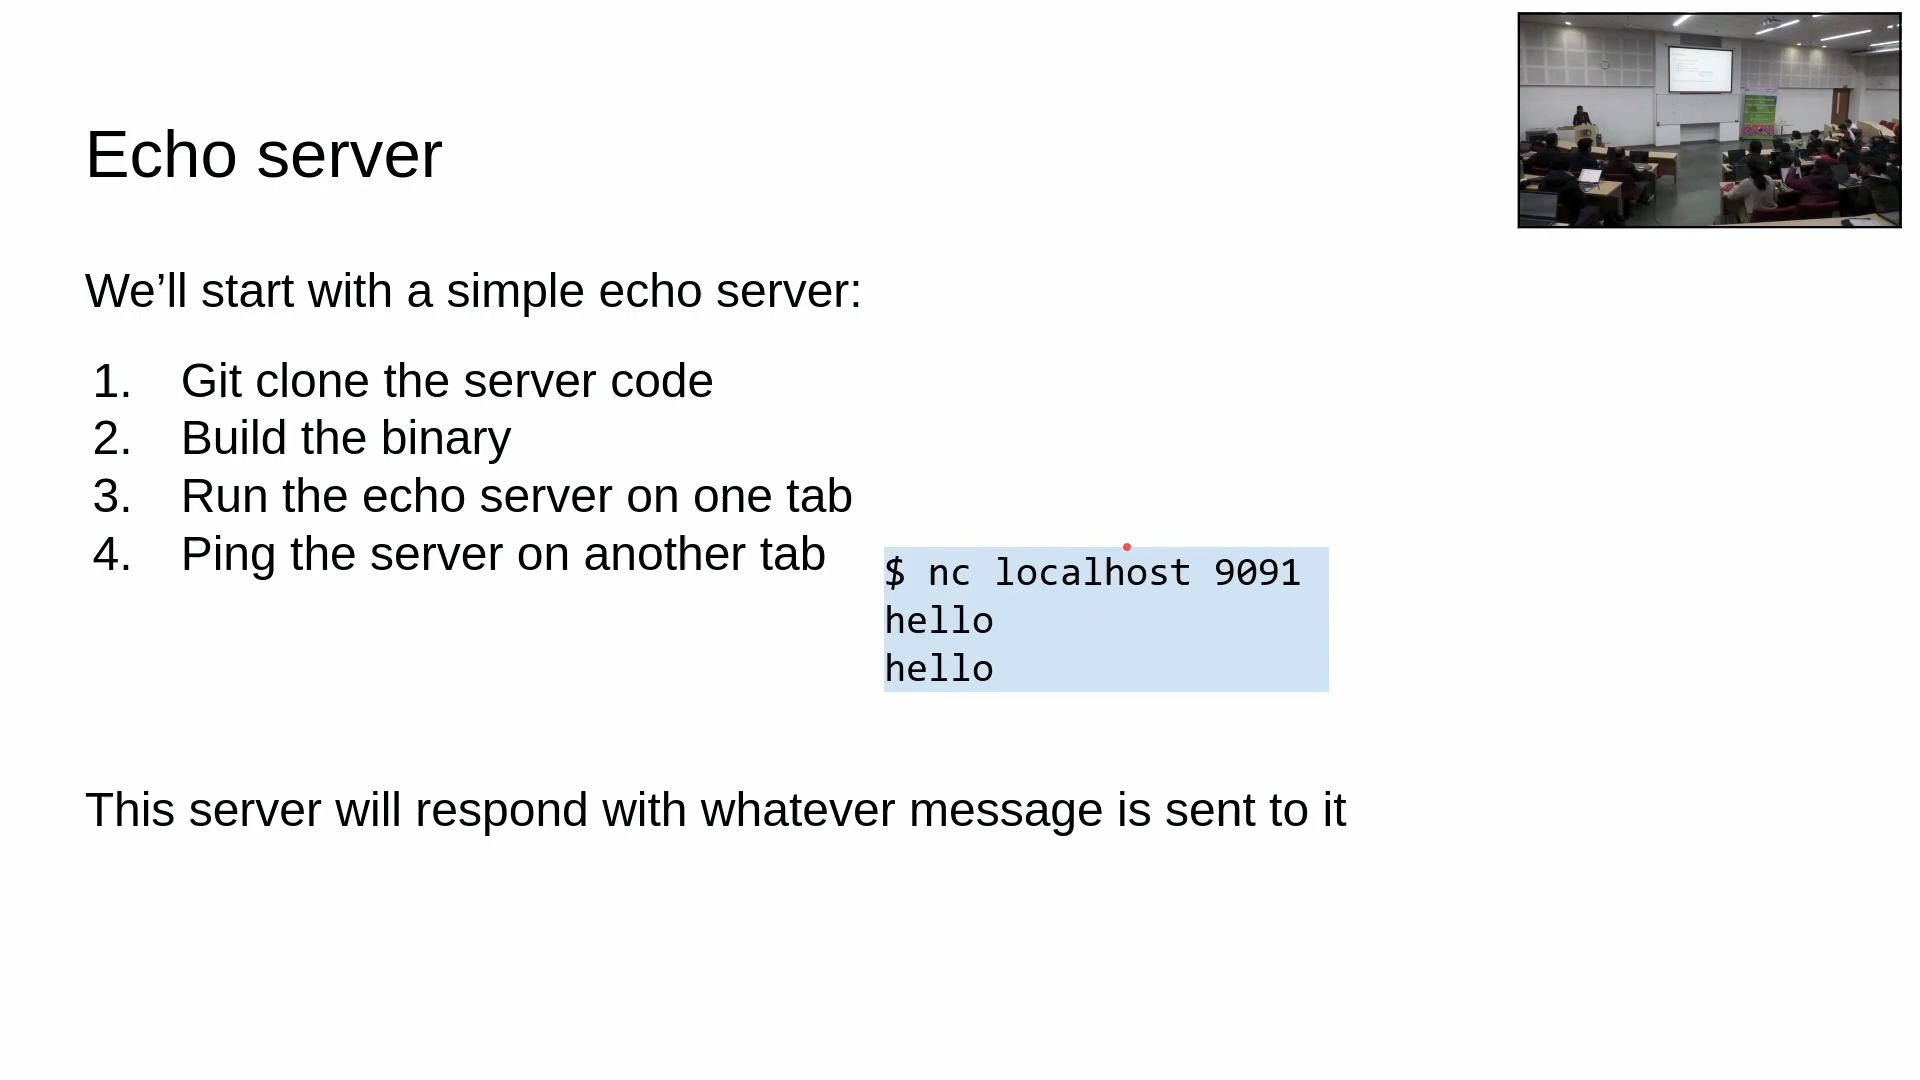 Echo server
We’ll start with a simple echo server:
1. Git clone the server code
2. Build the binary
3. Run the echo server on one tab
4. Ping the server on another tab
$ nc localhost 9091
hello
hello
This server will respond with whatever message is sent to it